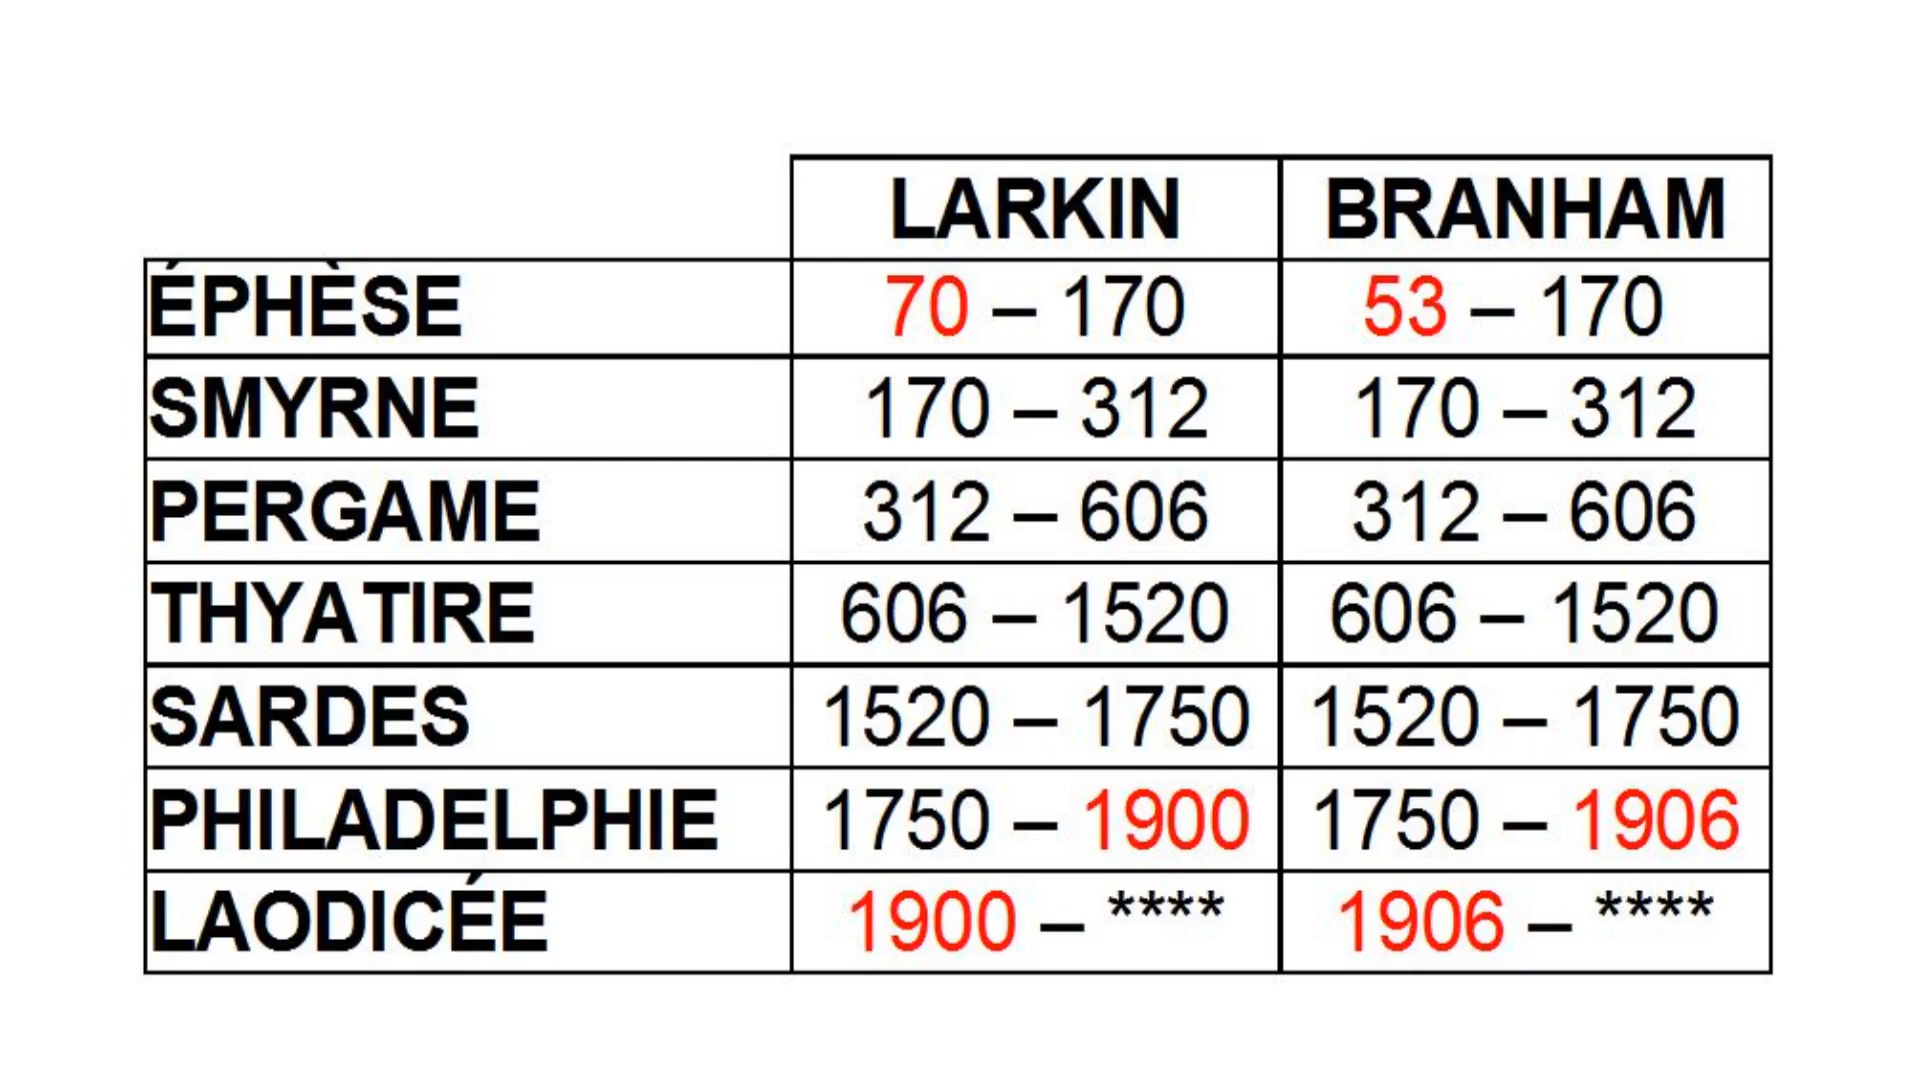 LARKIN BRANHAM
ÉPHÈSE 70 – 170 53 – 170
SMYRNE 170 – 312 170 – 312
PERGAME 312 – 606 312 – 606
THYATIRE 606 – 1520 606 – 1520
SARDES 1520 – 1750 1520 – 1750
PHILADELPHIE 1750 – 1900 1750 – 1906
LAODICÉE 1900 – **** 1906 – ****